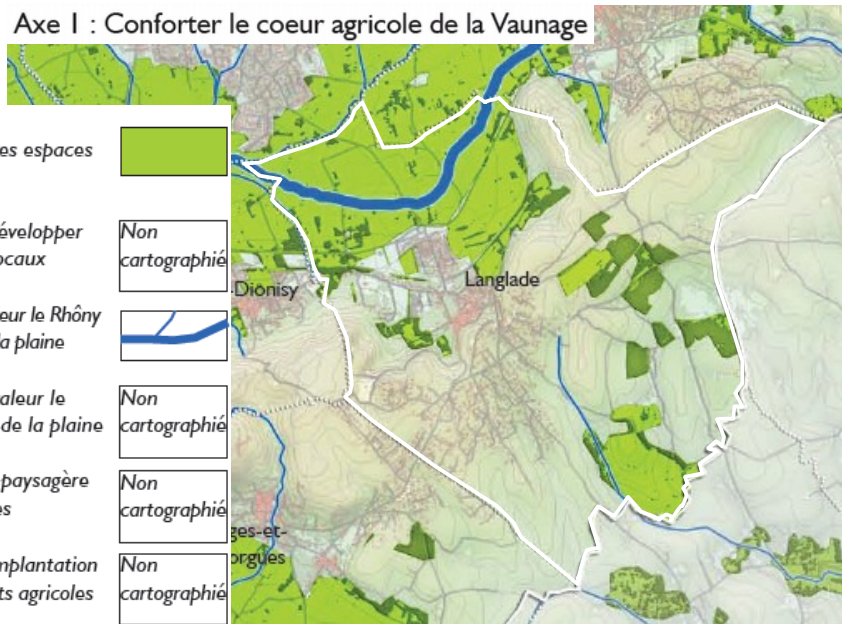 Axe 1 : Conforter le coeur agricole de la Vaunage
es espaces
évelopper
ocaux
Non
cartographié
eur le Rhôny
la plaine
aleur le
de la plaine
Non
cartographié
-paysagère
es
Non
cartographié
mplantation
ts agricoles
Non
cartographié
-Dionisy
Langlade
ges-et-
orgues